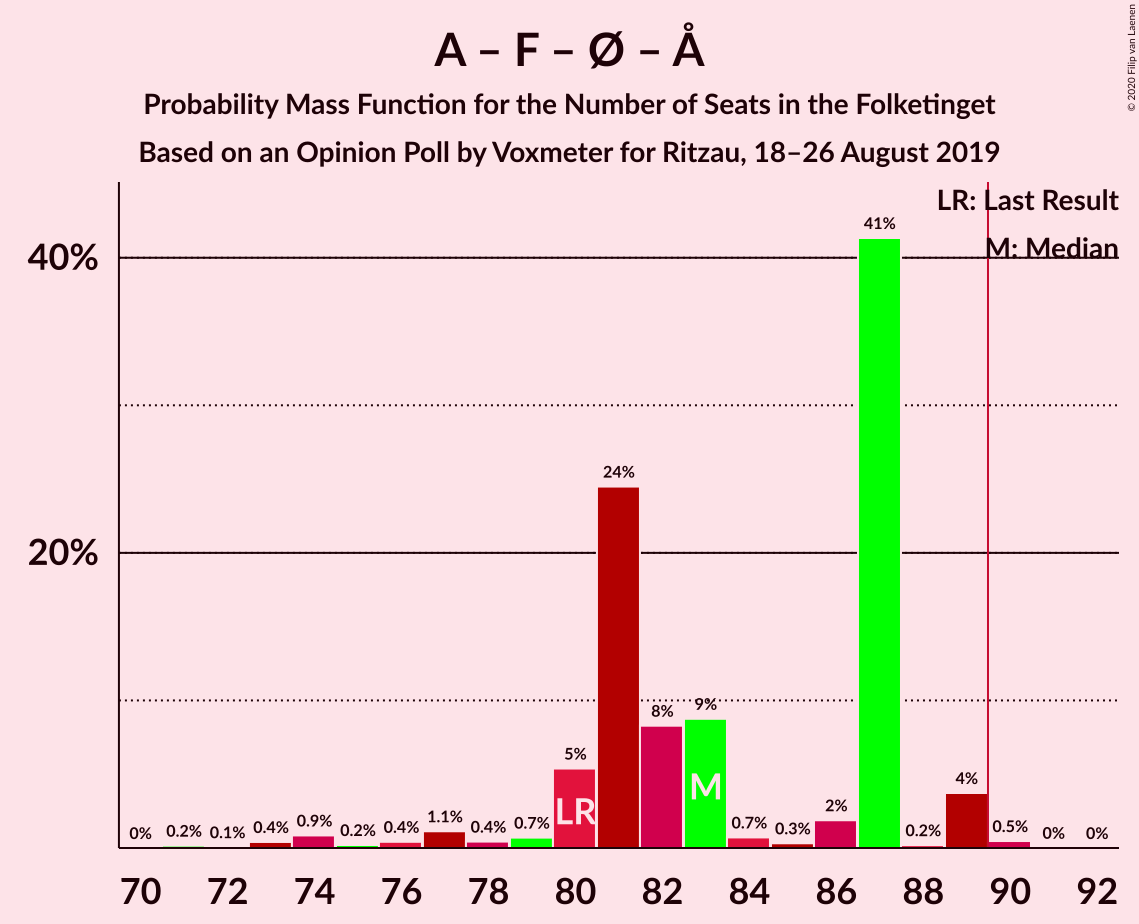 A – F – Ø – Å
Probability Mass Function for the Number of Seats in the Folketinget
Based on an Opinion Poll by Voxmeter for Ritzau, 18–26 August 2019
© 2020 Filip van Laenen
LR: Last Result
M: Median
40%
20%
0% 0.2% 0.1% 0.4% 0.9% 0.2% 0.4% 1.1% 0.4% 0.7% 5% 24% 8% 9% 0.7% 0.3% 2% 41% 0.2% 4% 0.5% 0% 0%
LR
M
70 72 74 76 78 80 82 84 86 88 90 92